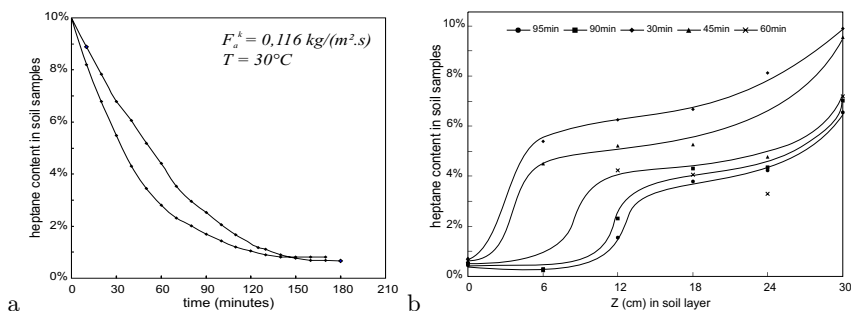 10%
8%
6%
4%
2%
0%
heptane content in soil samples
F_a^k = 0,116 kg/(m².s)
T = 30°C
0 30 60 90 120 150 180 210
time (minutes)
a
10%
8%
6%
4%
2%
0%
heptane content in soil samples
95min 90min 30min 45min 60min
0 6 12 18 24 30
Z (cm) in soil layer
b